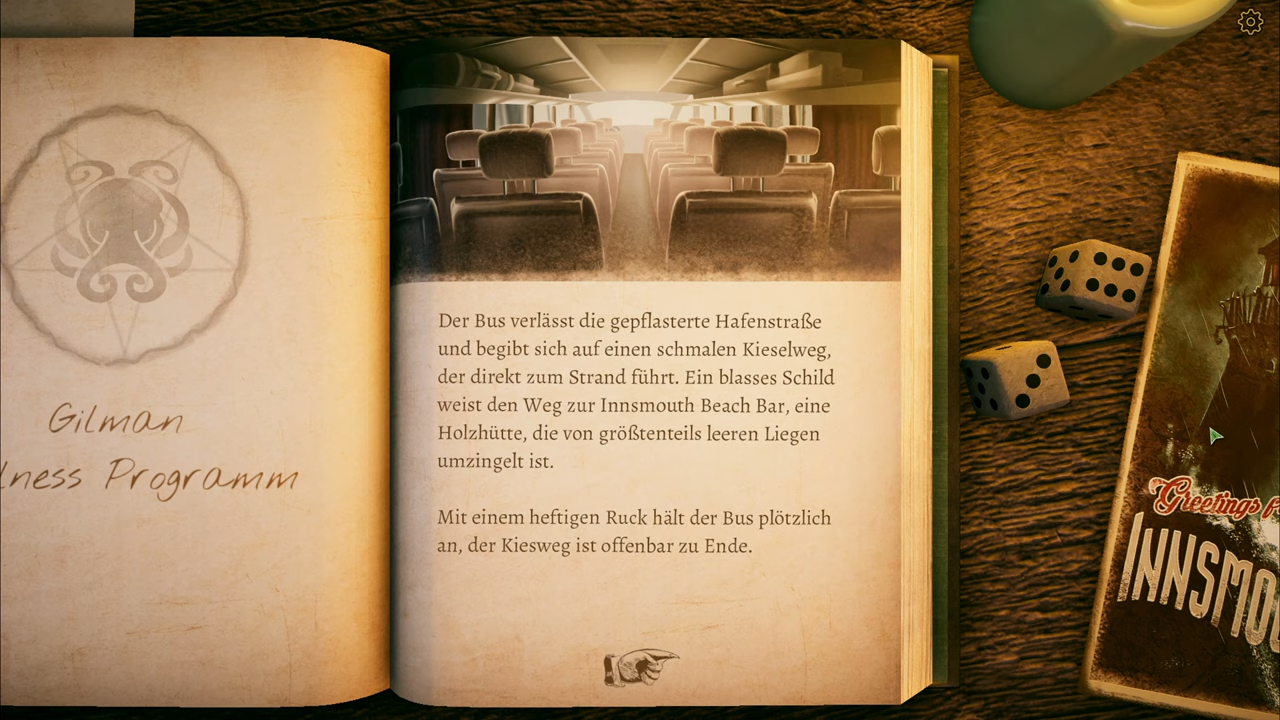 Gilman
Programm
Der Bus verlässt die gepflasterte Hafenstraße
und begibt sich auf einen schmalen Kieselweg,
der direkt zum Strand führt. Ein blasses Schild
weist den Weg zur Innsmouth Beach Bar, eine
Holzhütte, die von größtenteils leeren Liegen
umzingelt ist.
Mit einem heftigen Ruck hält der Bus plötzlich
an, der Kiesweg ist offenbar zu Ende.
Greetings